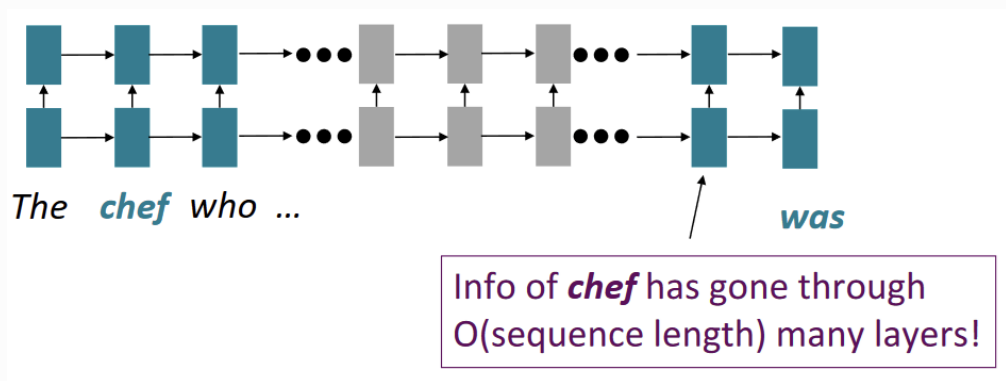 The chef who ...
was
Info of chef has gone through
O(sequence length) many layers!